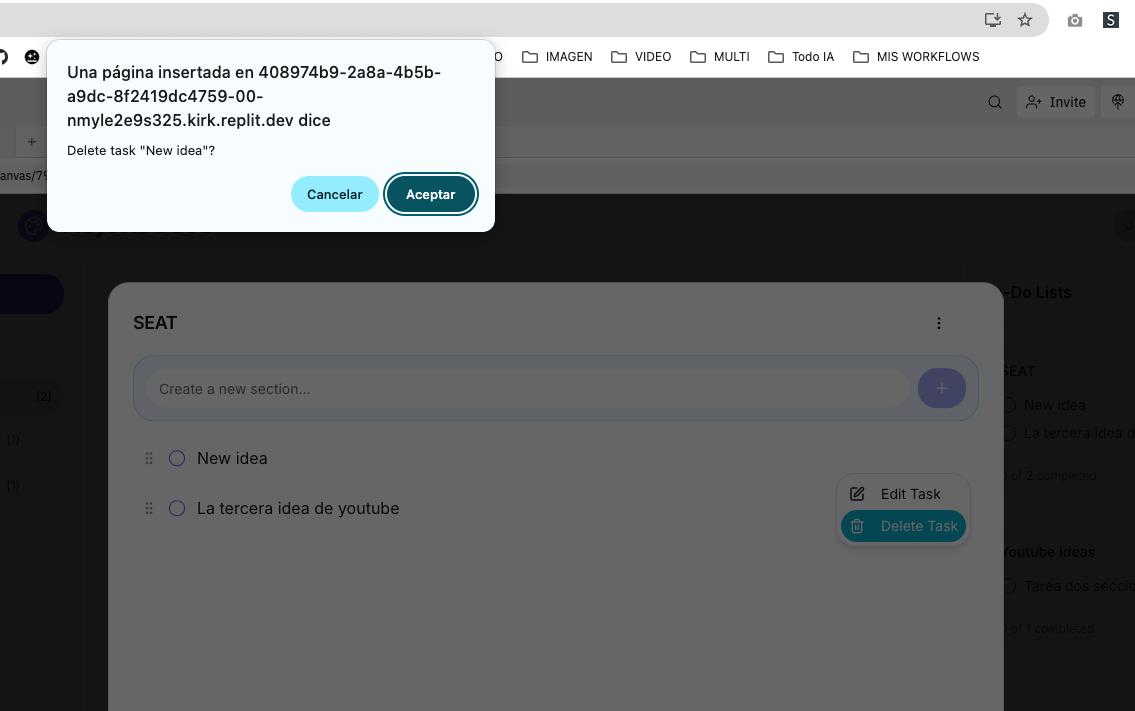 S
O
IMAGEN
VIDEO
MULTI
Todo IA
MIS WORKFLOWS
Una página insertada en 408974b9-2a8a-4b5b-
a9dc-8f2419dc4759-00-
nmyle2e9s325.kirk.replit.dev dice
Delete task "New idea"?
Cancelar
Aceptar
Invite
+
anvas/79
J
SEAT
Create a new section...
+
New idea
La tercera idea de youtube
Edit Task
Delete Task
(2)
(1)
(1)
-Do Lists
SEAT
New idea
La tercera idea d
of 2 completed
Youtube ideas
Tarea dos secció
of 1 completed